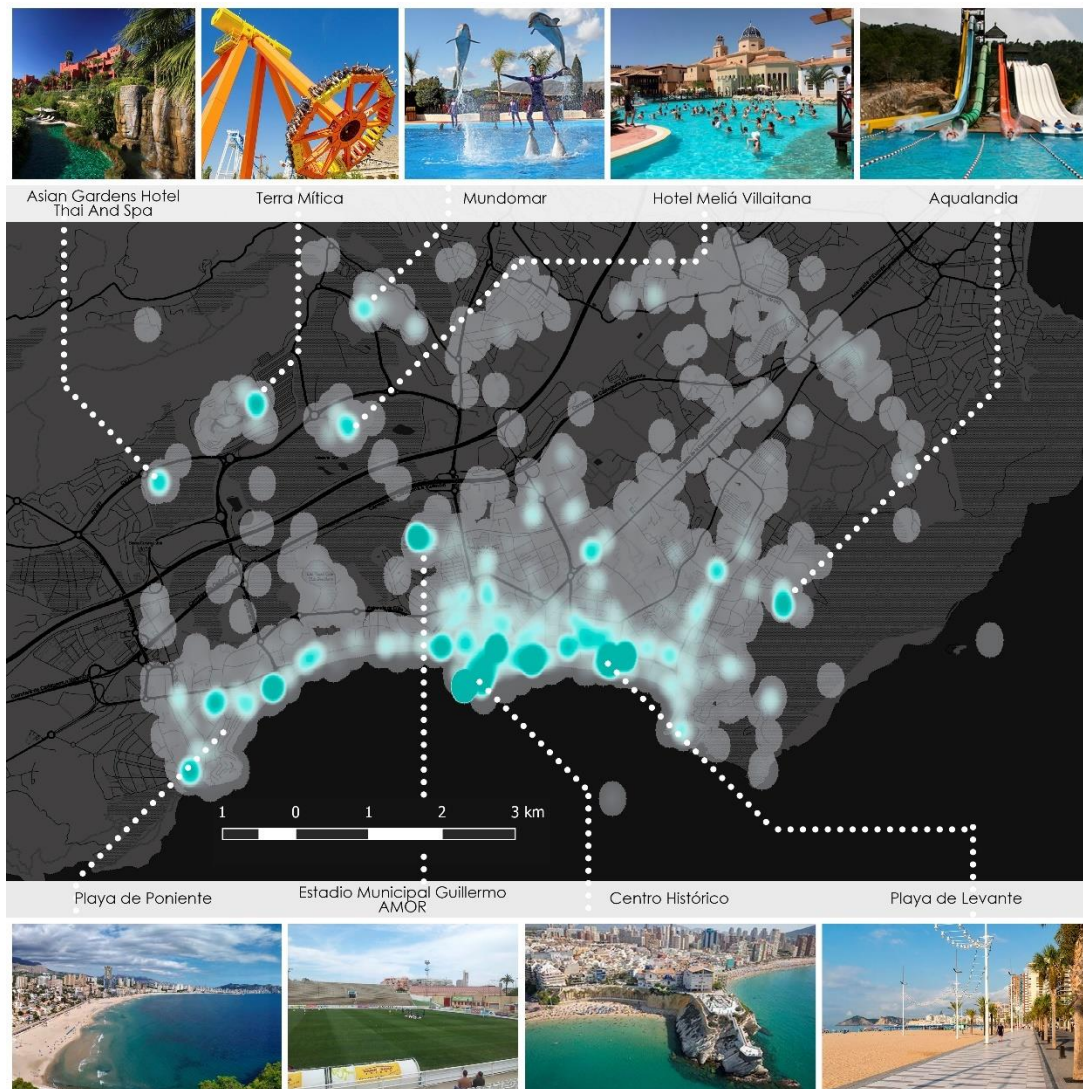 Asian Gardens Hotel
Thai And Spa
Terra Mítica
Mundomar
Hotel Meliá Villaitana
Aqualandia
1 0 1 2 3 km
Playa de Poniente
Estadio Municipal Guillermo
AMOR
Centro Histórico
Playa de Levante